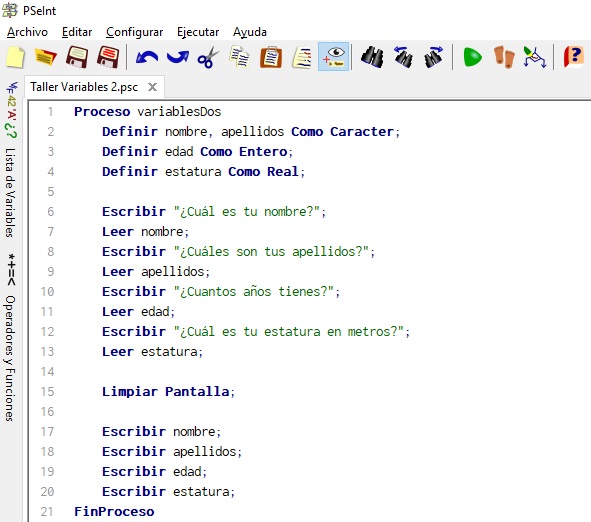 PSeInt
Archivo Editar Configurar Ejecutar Ayuda
Taller Variables 2.psc
Lista de Variables
Operadores y Funciones
1 Proceso variablesDos
2 Definir nombre, apellidos Como Caracter;
3 Definir edad Como Entero;
4 Definir estatura Como Real;
5
6 Escribir "¿Cuál es tu nombre?";
7 Leer nombre;
8 Escribir "¿Cuáles son tus apellidos?";
9 Leer apellidos;
10 Escribir "¿Cuantos años tienes?";
11 Leer edad;
12 Escribir "¿Cuál es tu estatura en metros?";
13 Leer estatura;
14
15 Limpiar Pantalla;
16
17 Escribir nombre;
18 Escribir apellidos;
19 Escribir edad;
20 Escribir estatura;
21 FinProceso